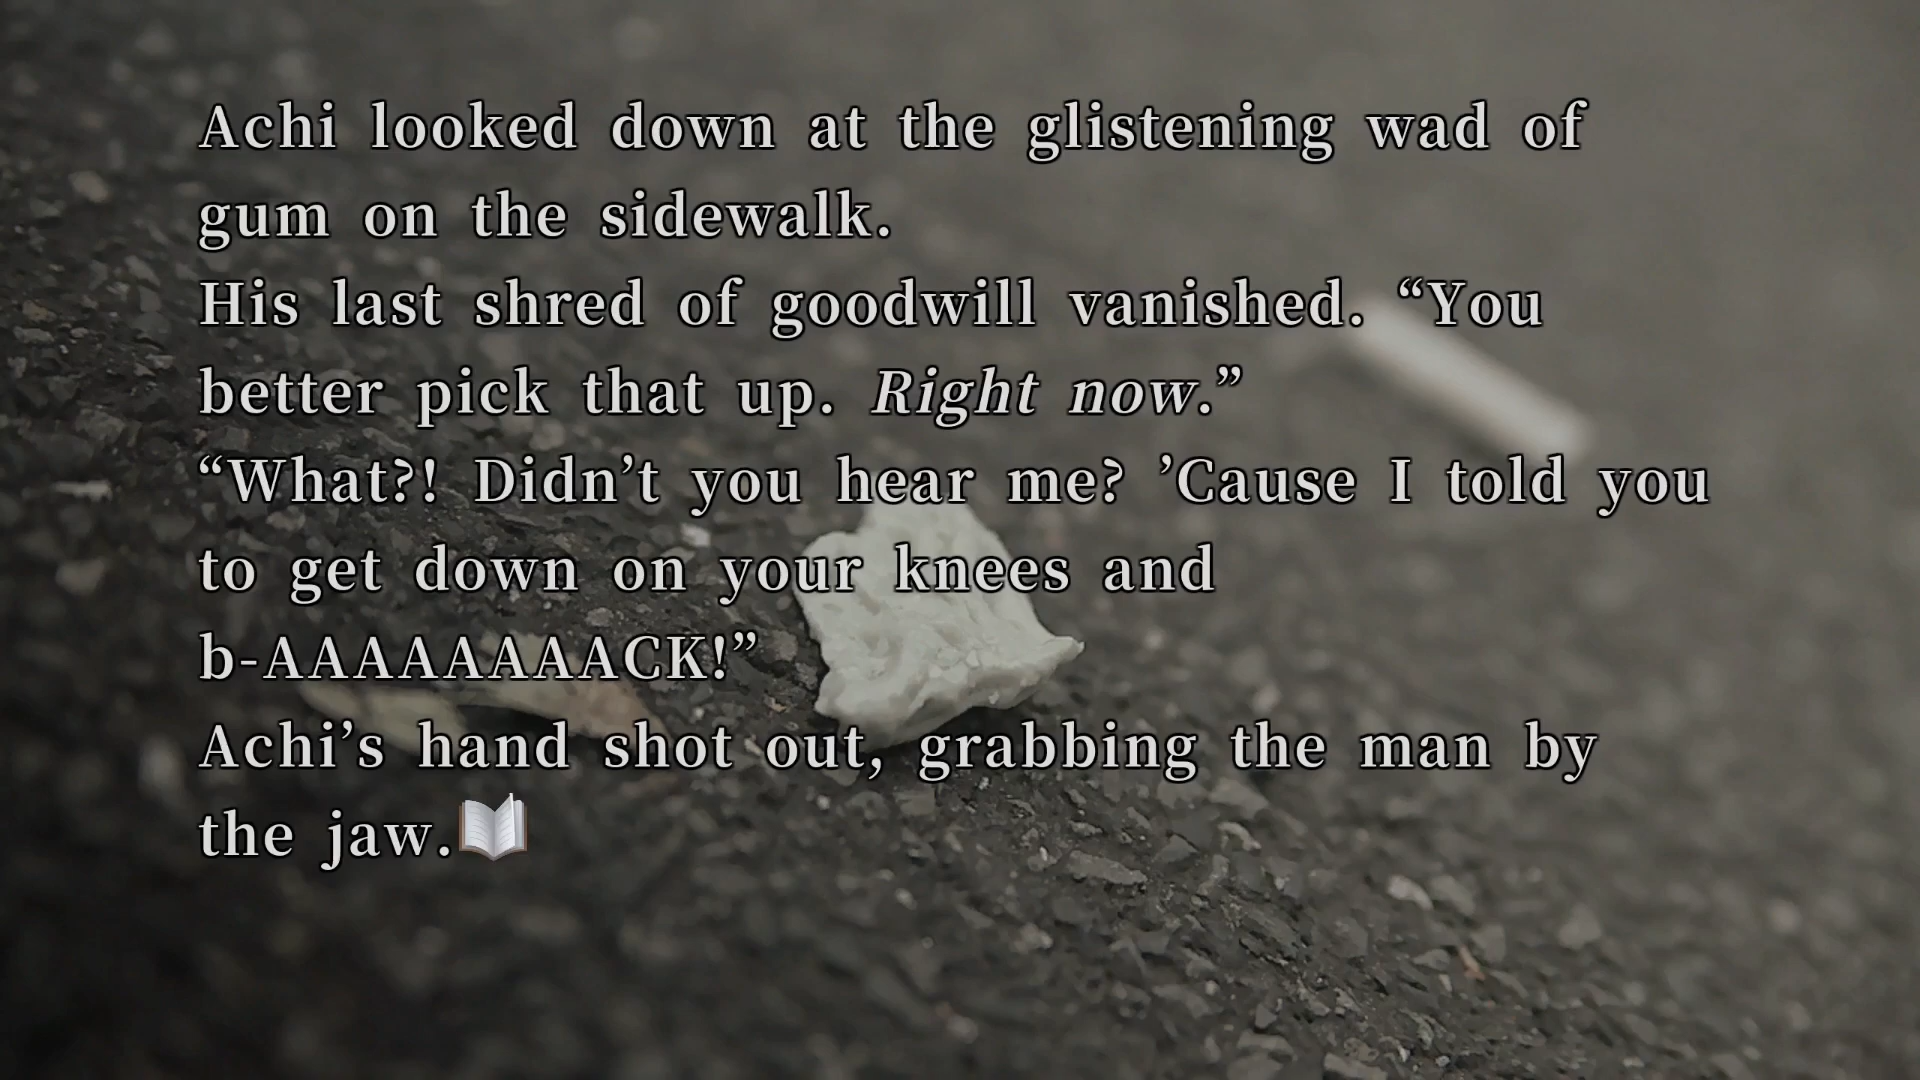 Achi looked down at the glistening wad of
gum on the sidewalk.
His last shred of goodwill vanished. “You
better pick that up. Right now.”
“What?! Didn’t you hear me? ’Cause I told you
to get down on your knees and
b-AAAAAAAACK!”
Achi’s hand shot out, grabbing the man by
the jaw.